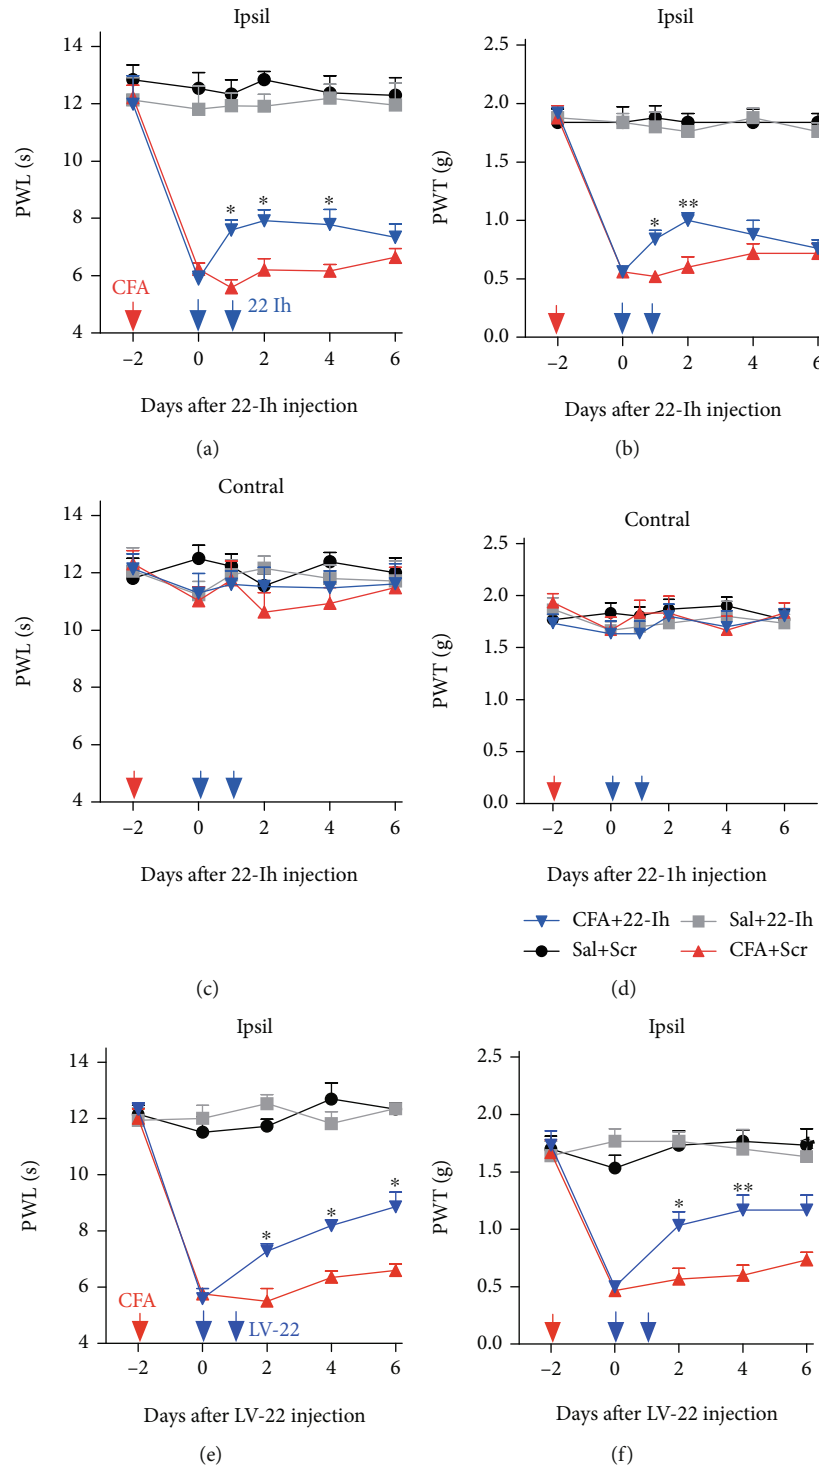 Ipsil
14
12
10
8
6
4
PWL (s)
CFA
22 Ih
* * *
−2 0 2 4 6
Days after 22-Ih injection
(a)
Ipsil
2.5
2.0
1.5
1.0
0.5
0.0
PWT (g)
* **
−2 0 2 4 6
Days after 22-Ih injection
(b)
Contral
14
12
10
8
6
4
PWL (s)
−2 0 2 4 6
Days after 22-Ih injection
(c)
Contral
2.5
2.0
1.5
1.0
0.5
0.0
PWT (g)
−2 0 2 4 6
Days after 22-1h injection
CFA+22-Ih Sal+22-Ih
Sal+Scr CFA+Scr
(d)
Ipsil
14
12
10
8
6
4
PWL (s)
CFA
LV-22
* * *
−2 0 2 4 6
Days after LV-22 injection
(e)
Ipsil
2.5
2.0
1.5
1.0
0.5
0.0
PWT (g)
* **
−2 0 2 4 6
Days after LV-22 injection
(f)